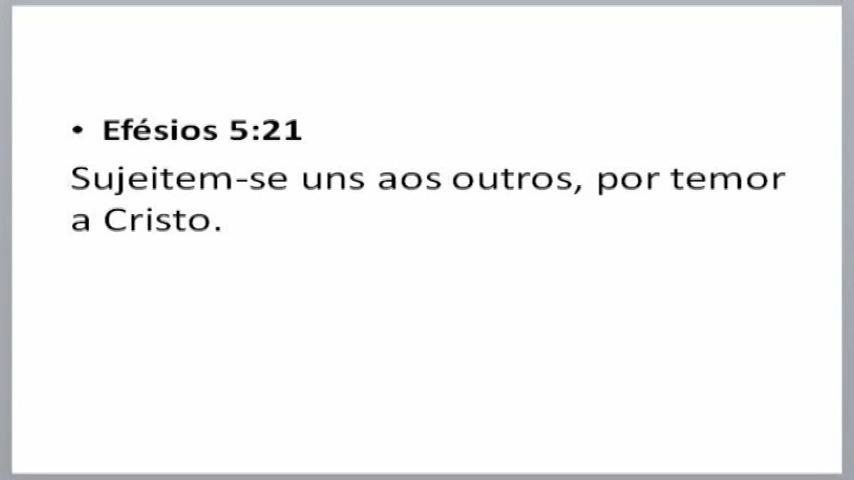 • Efésios 5:21
Sujeitem-se uns aos outros, por temor
a Cristo.